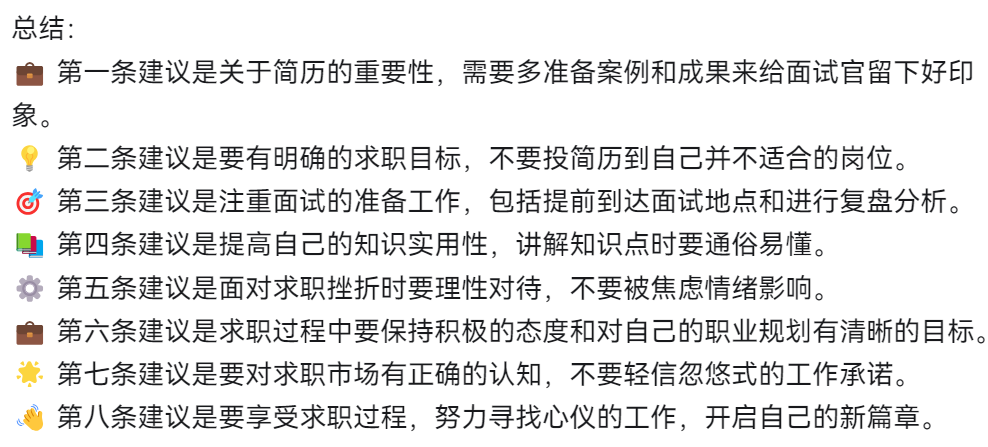 总结：
💼 第一条建议是关于简历的重要性，需要多准备案例和成果来给面试官留下好印
象。
💡 第二条建议是要有明确的求职目标，不要投简历到自己并不适合的岗位。
🎯 第三条建议是注重面试的准备工作，包括提前到达面试地点和进行复盘分析。
📚 第四条建议是提高自己的知识实用性，讲解知识点时要通俗易懂。
⚙️ 第五条建议是面对求职挫折时要理性对待，不要被焦虑情绪影响。
💼 第六条建议是求职过程中要保持积极的态度和对自己的职业规划有清晰的目标。
🌟 第七条建议是要对求职市场有正确的认知，不要轻信忽悠式的工作承诺。
👋 第八条建议是要享受求职过程，努力寻找心仪的工作，开启自己的新篇章。